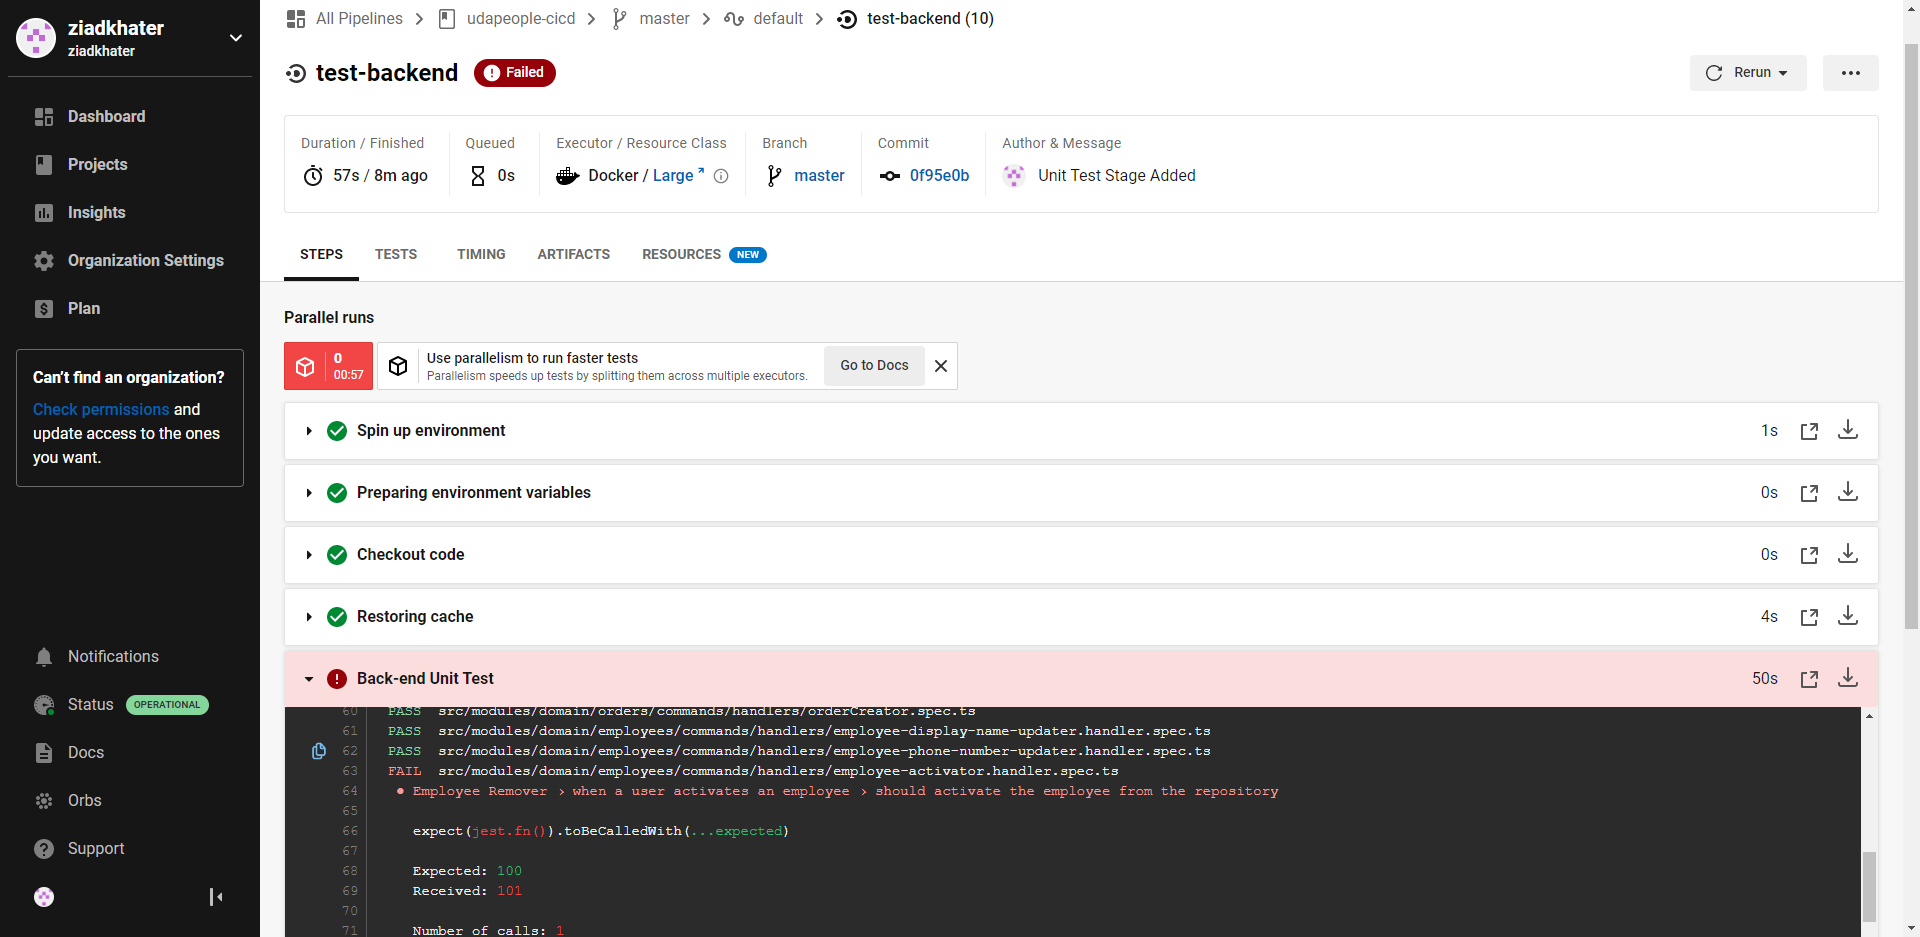 ziadkhater
ziadkhater
Dashboard
Projects
Insights
Organization Settings
Plan
Can't find an organization?
Check permissions and
update access to the ones
you want.
Notifications
Status OPERATIONAL
Docs
Orbs
Support
All Pipelines udapeople-cicd master default test-backend (10)
test-backend Failed
Rerun
Duration / Finished Queued Executor / Resource Class Branch Commit Author & Message
57s / 8m ago 0s Docker / Large master 0f95e0b Unit Test Stage Added
STEPS TESTS TIMING ARTIFACTS RESOURCES NEW
Parallel runs
0
00:57
Use parallelism to run faster tests
Parallelism speeds up tests by splitting them across multiple executors.
Go to Docs
Spin up environment 1s
Preparing environment variables 0s
Checkout code 0s
Restoring cache 4s
Back-end Unit Test 50s
60 PASS src/modules/domain/orders/commands/handlers/orderCreator.spec.ts
61 PASS src/modules/domain/employees/commands/handlers/employee-display-name-updater.handler.spec.ts
62 PASS src/modules/domain/employees/commands/handlers/employee-phone-number-updater.handler.spec.ts
63 FAIL src/modules/domain/employees/commands/handlers/employee-activator.handler.spec.ts
64 ● Employee Remover › when a user activates an employee › should activate the employee from the repository
65
66 expect(jest.fn()).toBeCalledWith(...expected)
67
68 Expected: 100
69 Received: 101
70
71 Number of calls: 1